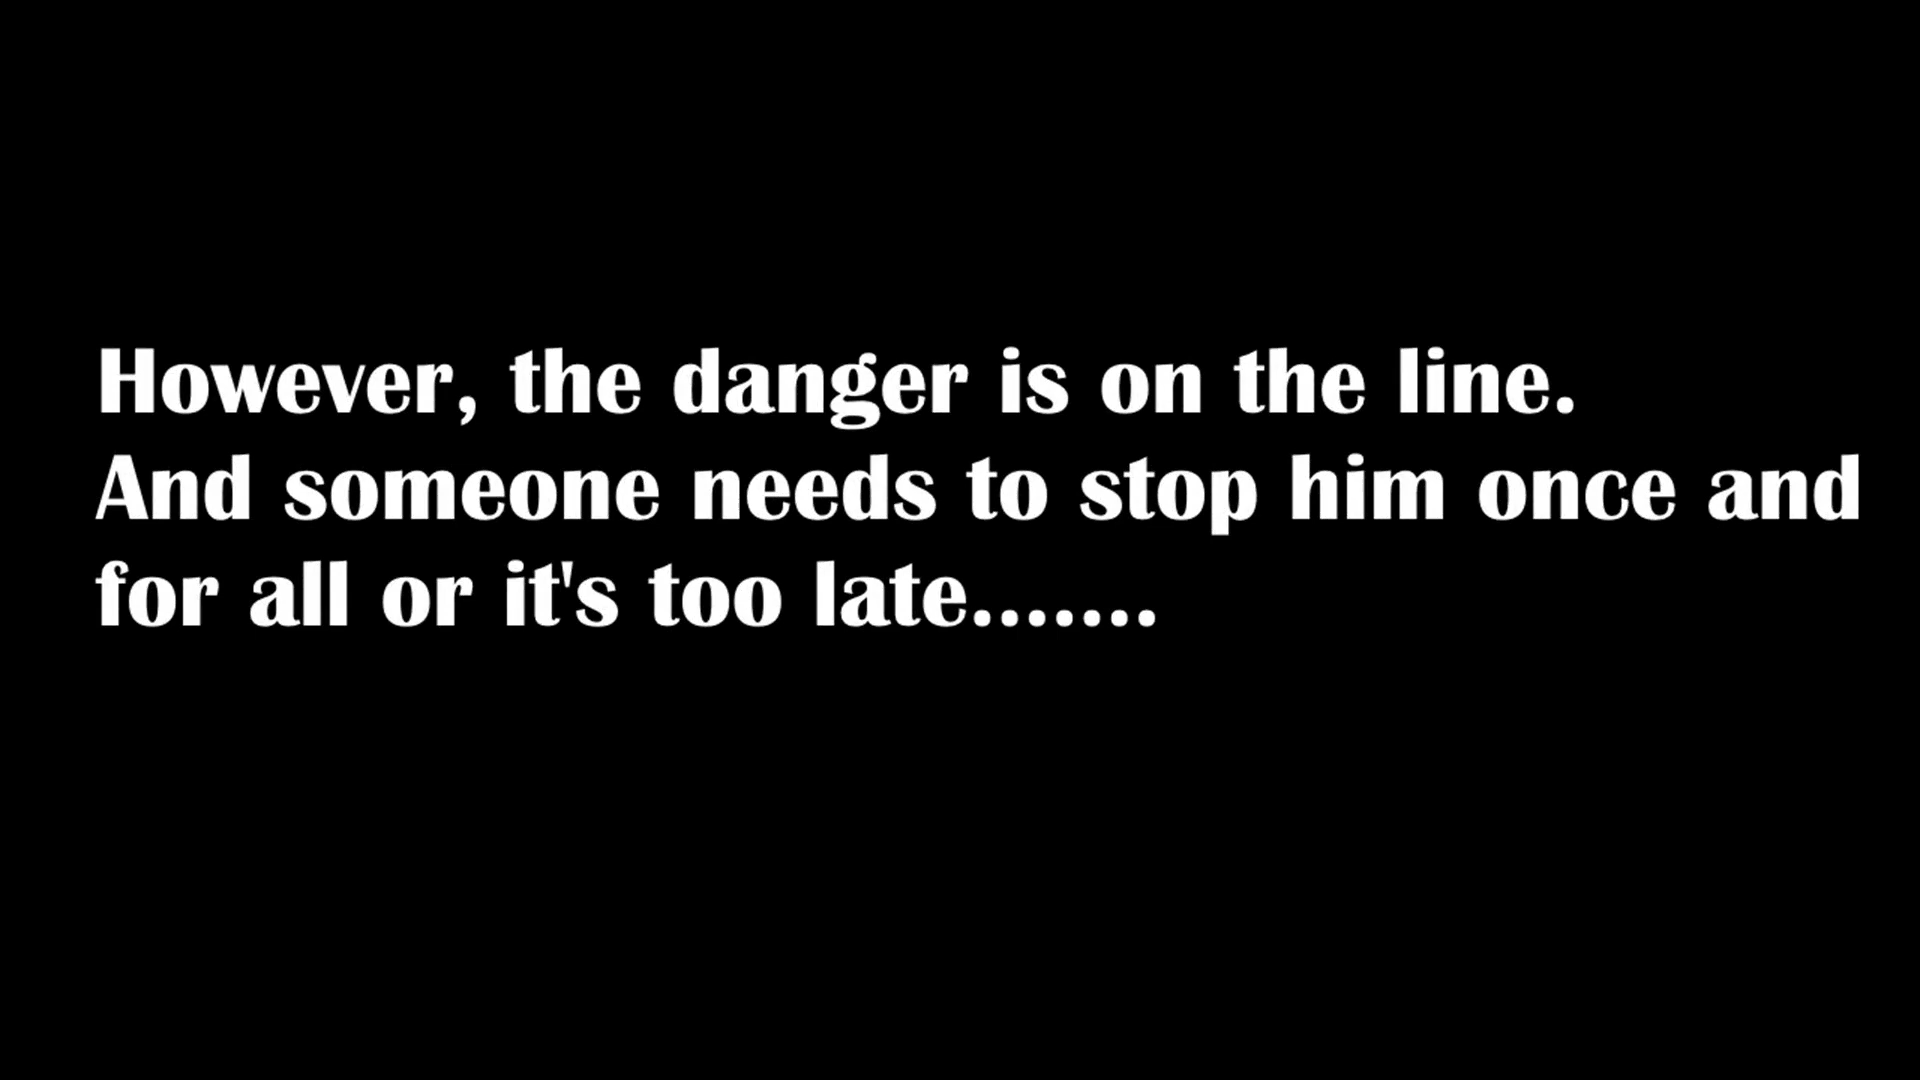 However, the danger is on the line.
And someone needs to stop him once and
for all or it's too late.......